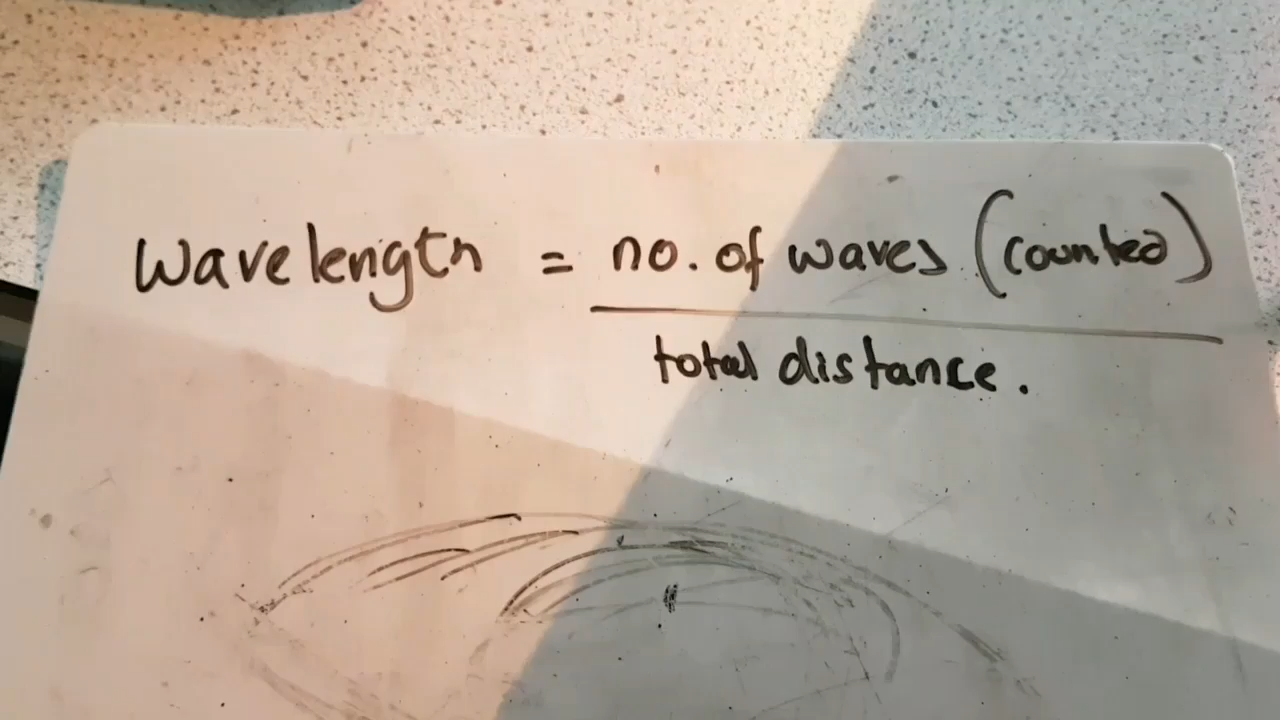 Wavelength = no. of waves (counted)
total distance.